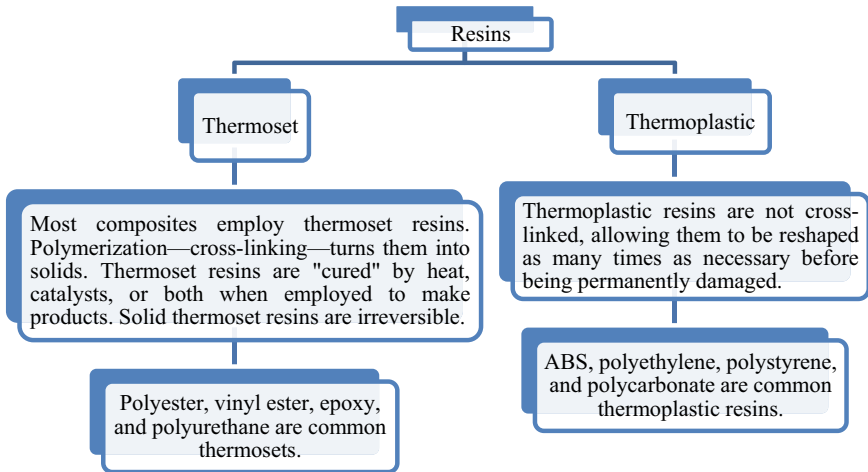 Resins
Thermoset
Thermoplastic
Most composites employ thermoset resins.
Polymerization—cross-linking—turns them into
solids. Thermoset resins are "cured" by heat,
catalysts, or both when employed to make
products. Solid thermoset resins are irreversible.
Thermoplastic resins are not cross-
linked, allowing them to be reshaped
as many times as necessary before
being permanently damaged.
Polyester, vinyl ester, epoxy,
and polyurethane are common
thermosets.
ABS, polyethylene, polystyrene,
and polycarbonate are common
thermoplastic resins.